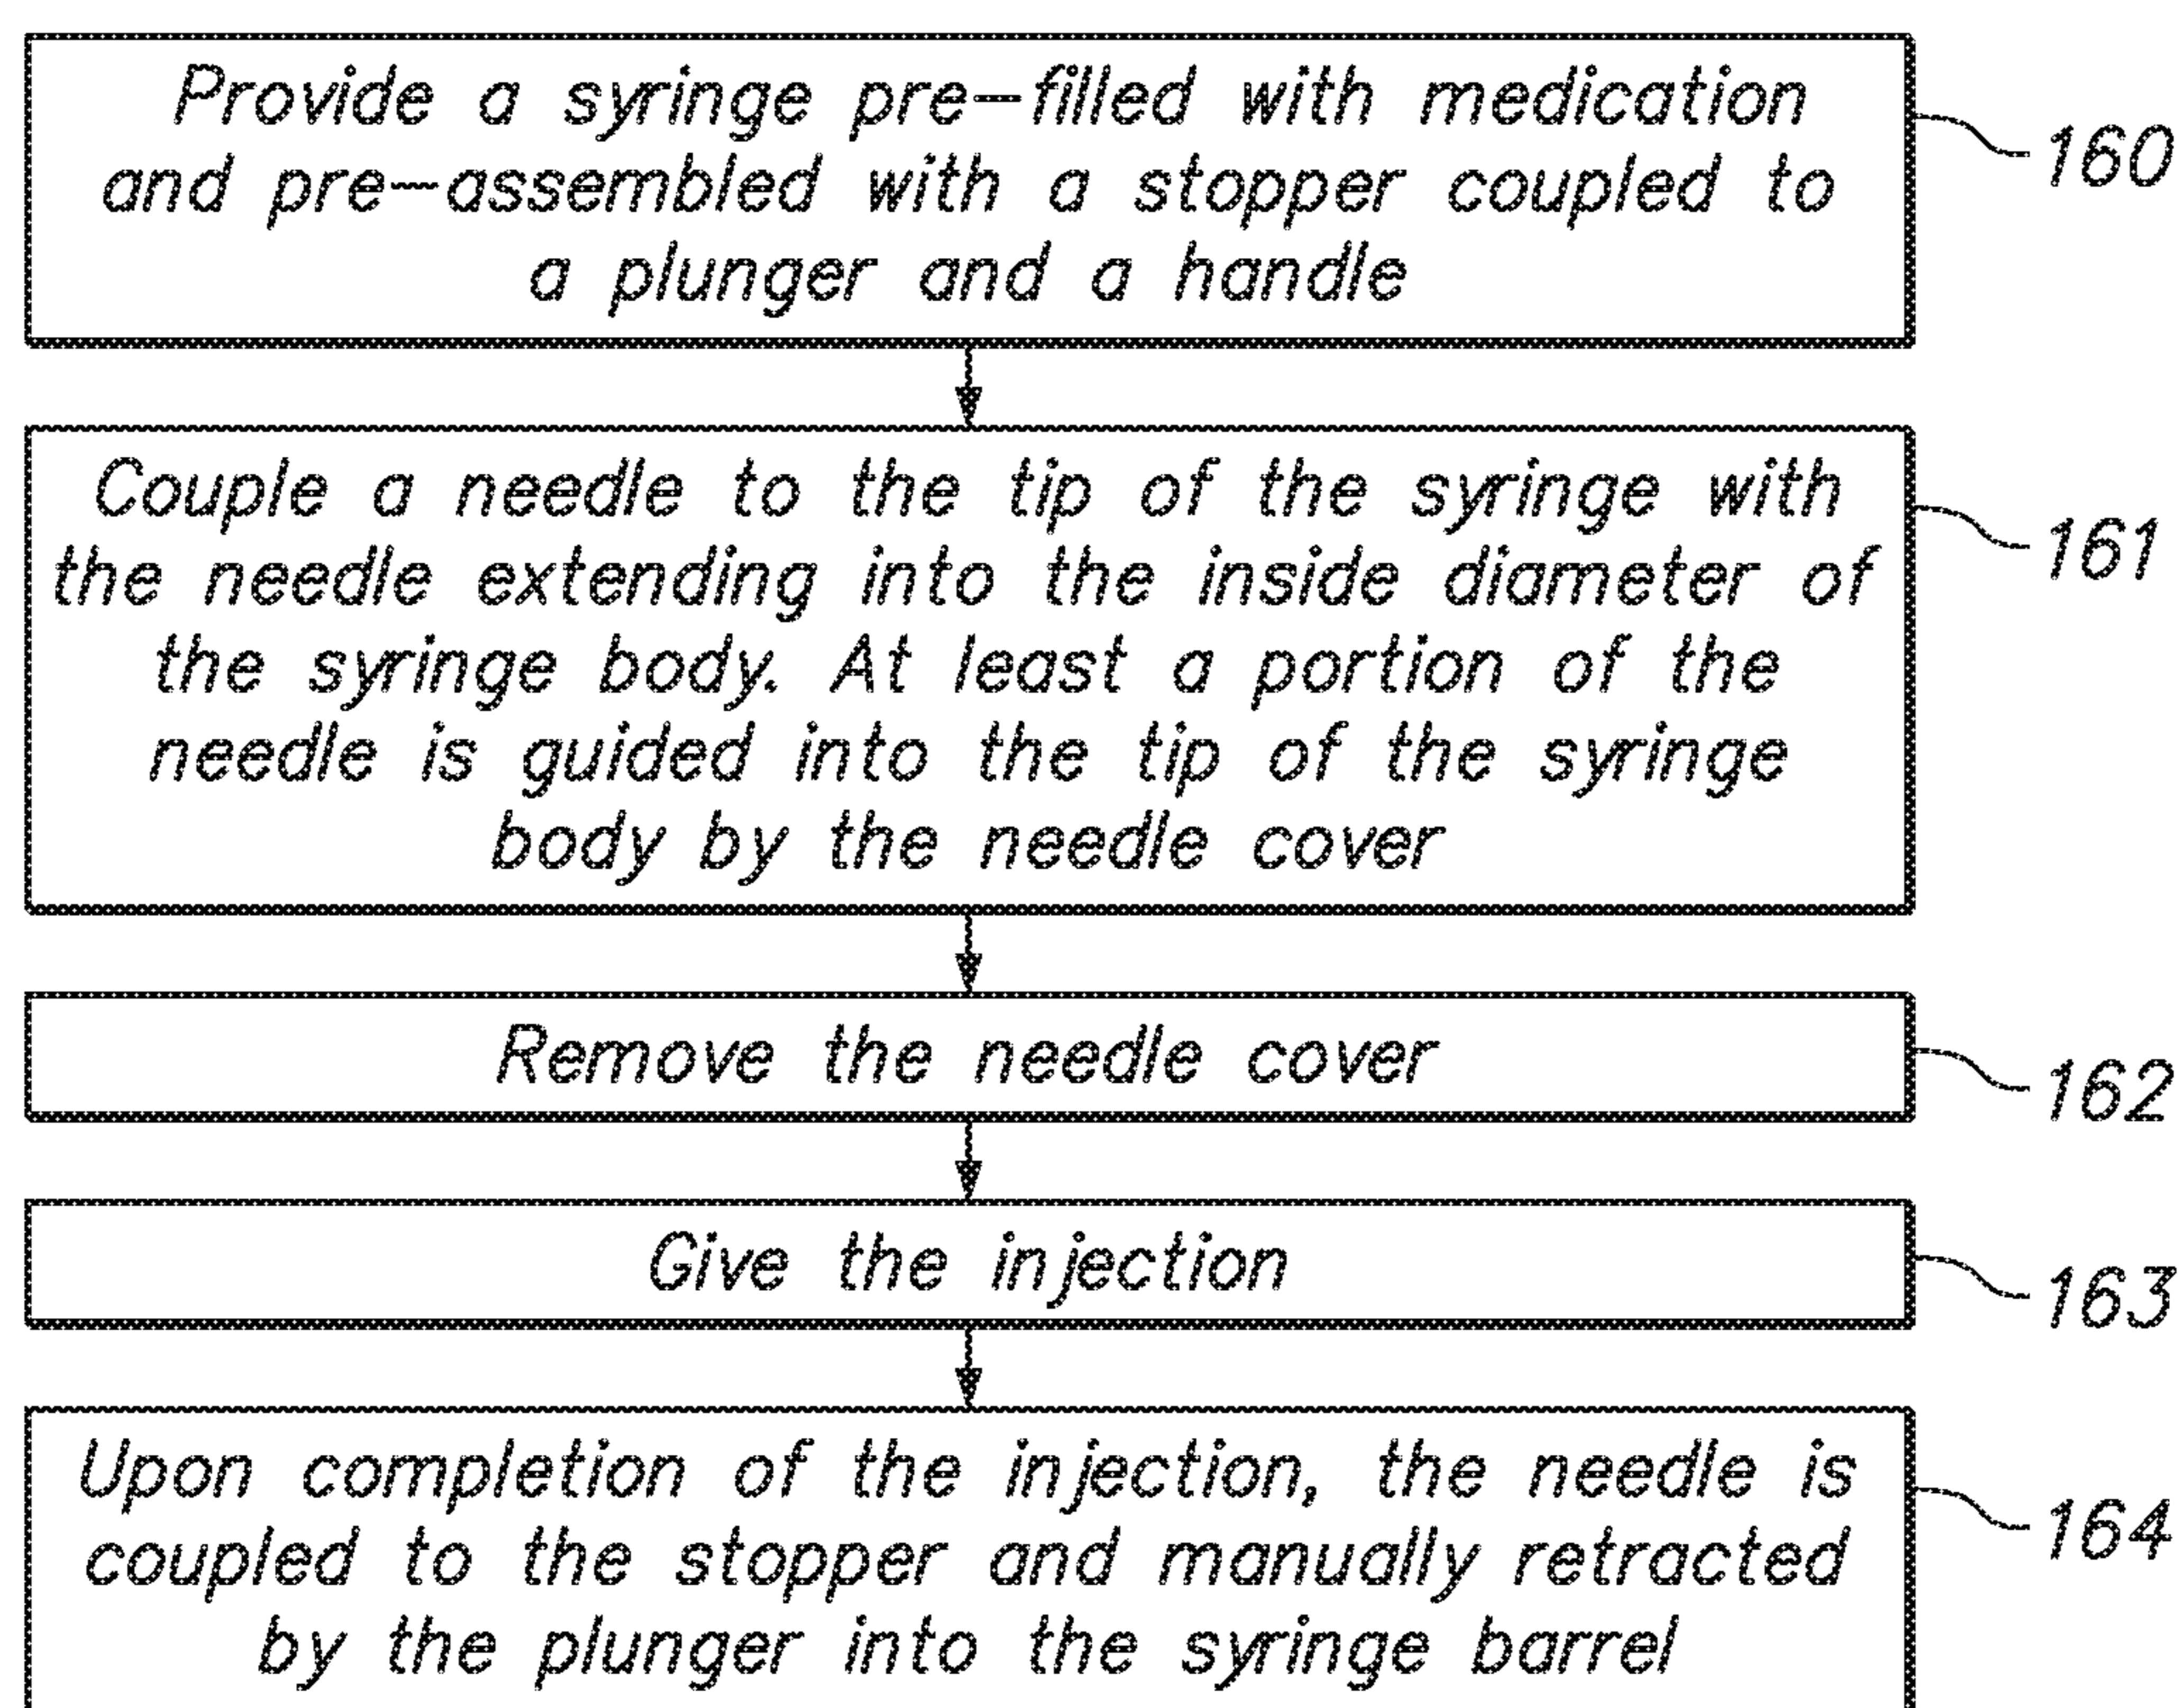 Provide a syringe pre-filled with medication
and pre-assembled with a stopper coupled to
a plunger and a handle
160
Couple a needle to the tip of the syringe with
the needle extending into the inside diameter of
the syringe body. At least a portion of the
needle is guided into the tip of the syringe
body by the needle cover
161
Remove the needle cover
162
Give the injection
163
Upon completion of the injection, the needle is
coupled to the stopper and manually retracted
by the plunger into the syringe barrel
164